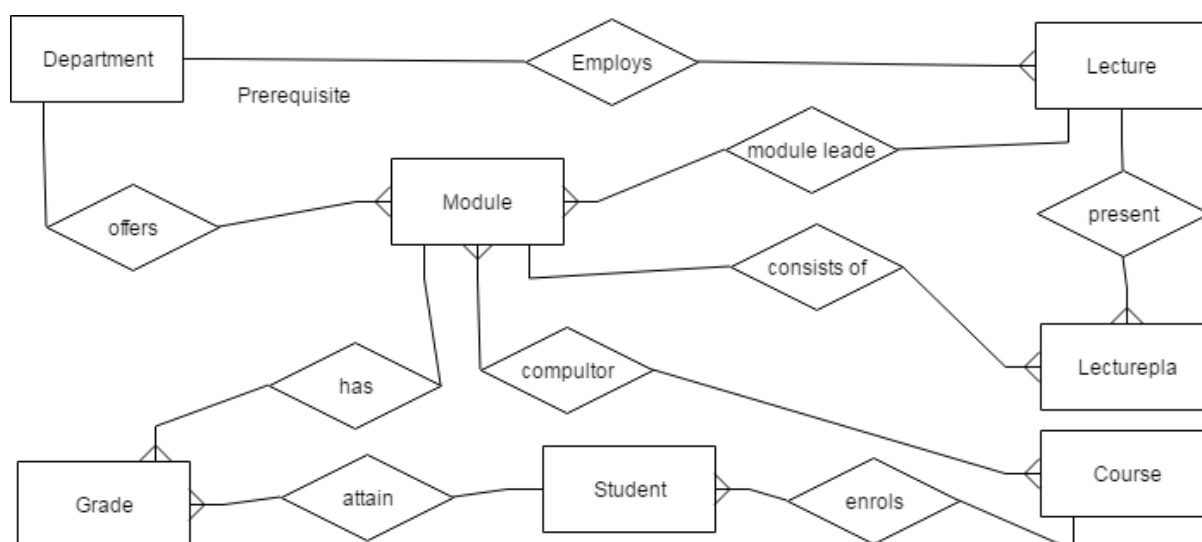 Department
Employs
Lecture
Prerequisite
module leade
Module
present
offers
consists of
has
compultor
Lecturepla
Grade
attain
Student
enrols
Course